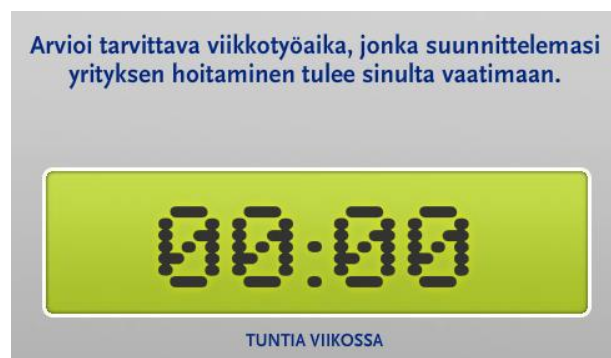 Arvioi tarvittava viikkotyöaika, jonka suunnittelemasi
yrityksen hoitaminen tulee sinulta vaatimaan.
00:00
TUNTIA VIIKOSSA